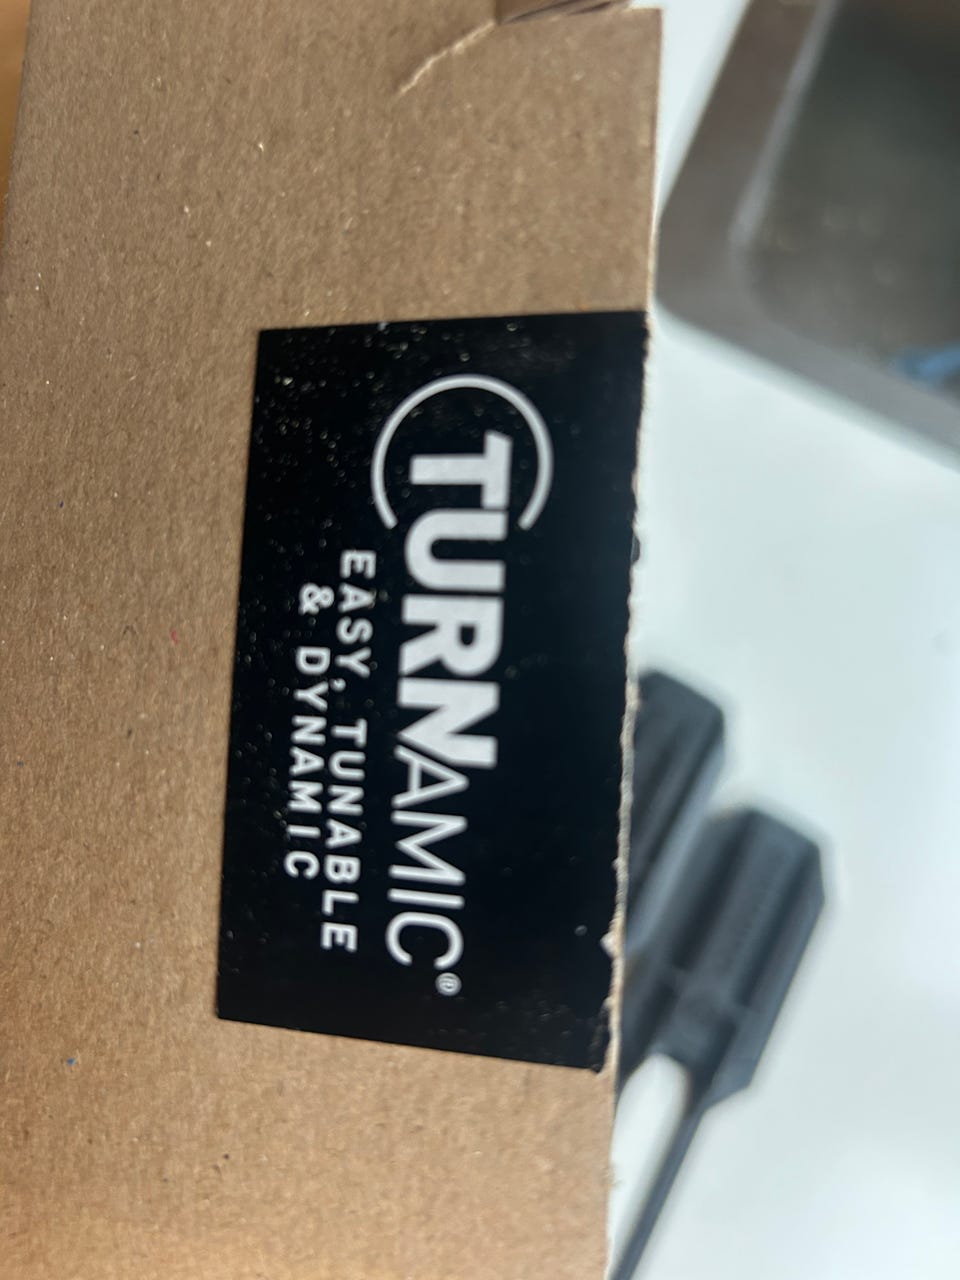 TURNAMIC®
EASY, TUNABLE
& DYNAMIC